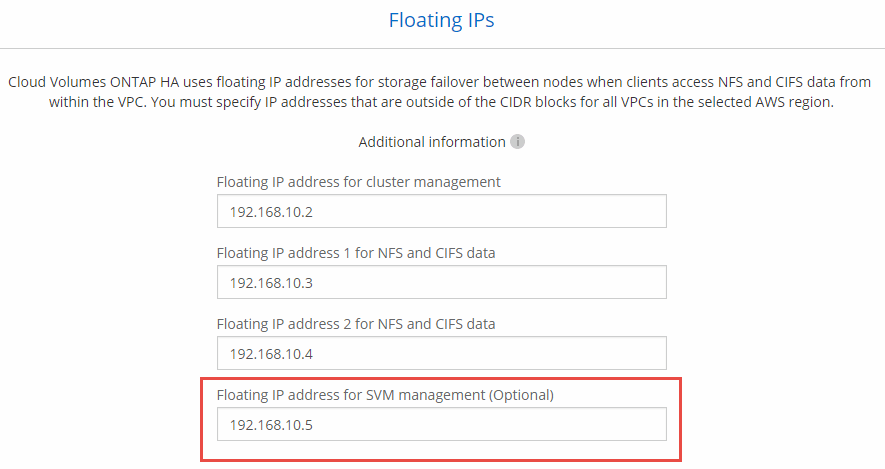 Floating IPs
Cloud Volumes ONTAP HA uses floating IP addresses for storage failover between nodes when clients access NFS and CIFS data from
within the VPC. You must specify IP addresses that are outside of the CIDR blocks for all VPCs in the selected AWS region.
Additional information i
Floating IP address for cluster management
192.168.10.2
Floating IP address 1 for NFS and CIFS data
192.168.10.3
Floating IP address 2 for NFS and CIFS data
192.168.10.4
Floating IP address for SVM management (Optional)
192.168.10.5